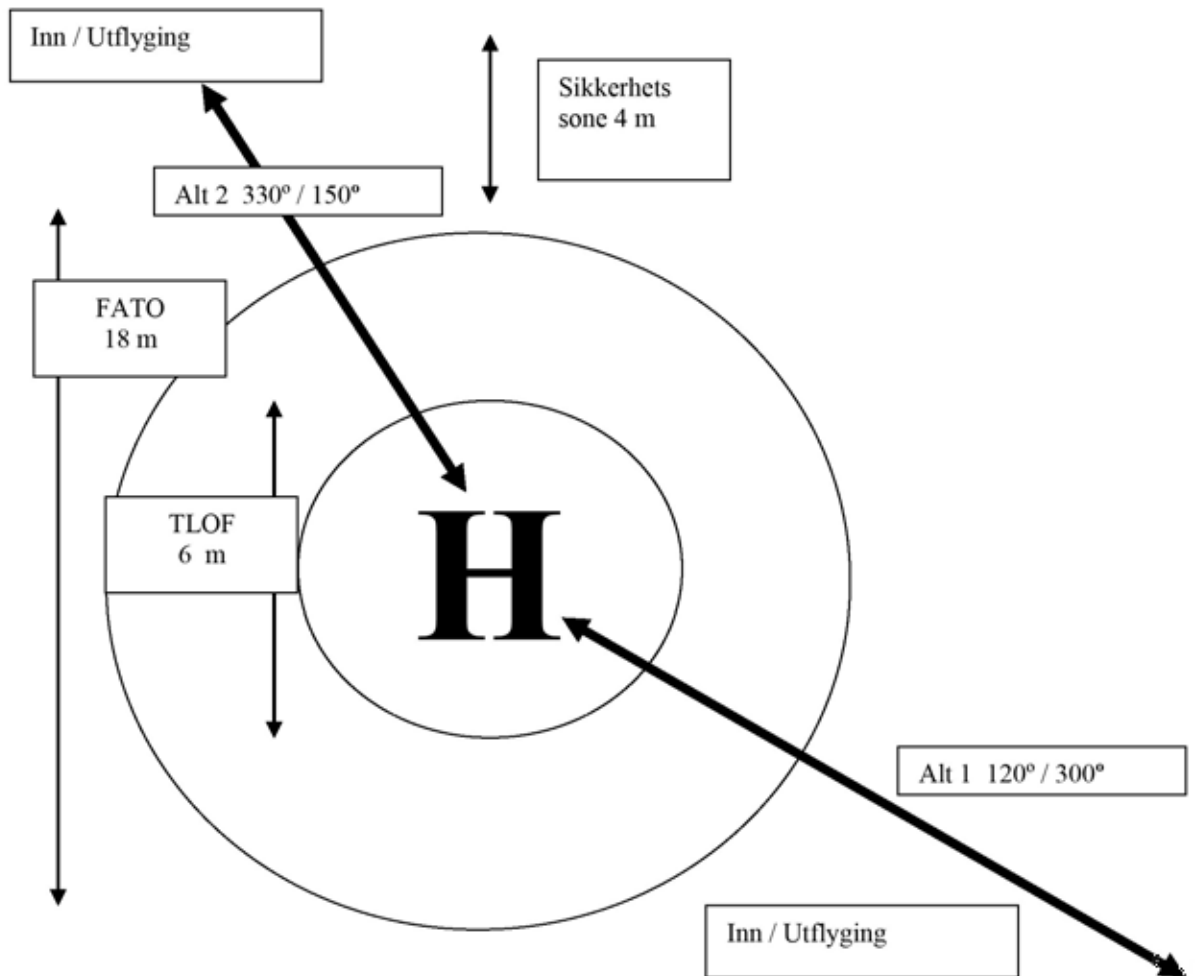 Inn / Utflyging
Sikkerhets
sone 4 m
Alt 2 330º / 150º
FATO
18 m
TLOF
6 m
H
Alt 1 120º / 300º
Inn / Utflyging